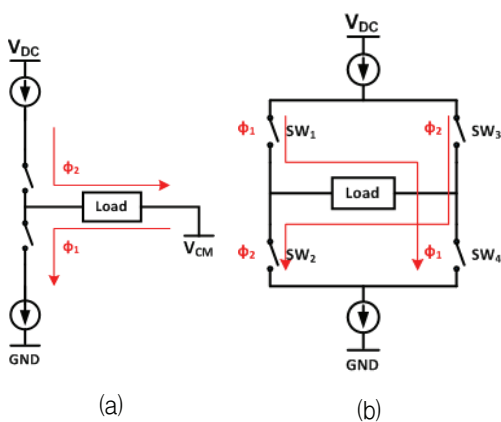 V_DC
Φ2
Load
Φ1
V_CM
GND
(a)
V_DC
Φ1 SW1
Φ2 SW3
Load
Φ2 SW2
Φ1 SW4
GND
(b)